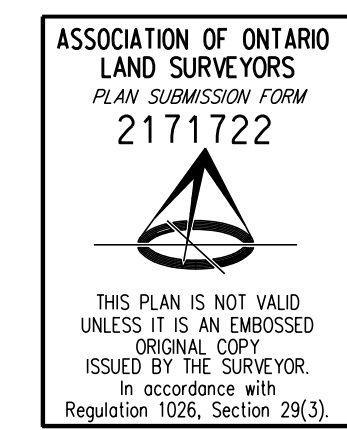 ASSOCIATION OF ONTARIO
LAND SURVEYORS
PLAN SUBMISSION FORM
2171722
THIS PLAN IS NOT VALID
UNLESS IT IS AN EMBOSSED
ORIGINAL COPY
ISSUED BY THE SURVEYOR.
In accordance with
Regulation 1026, Section 29(3).